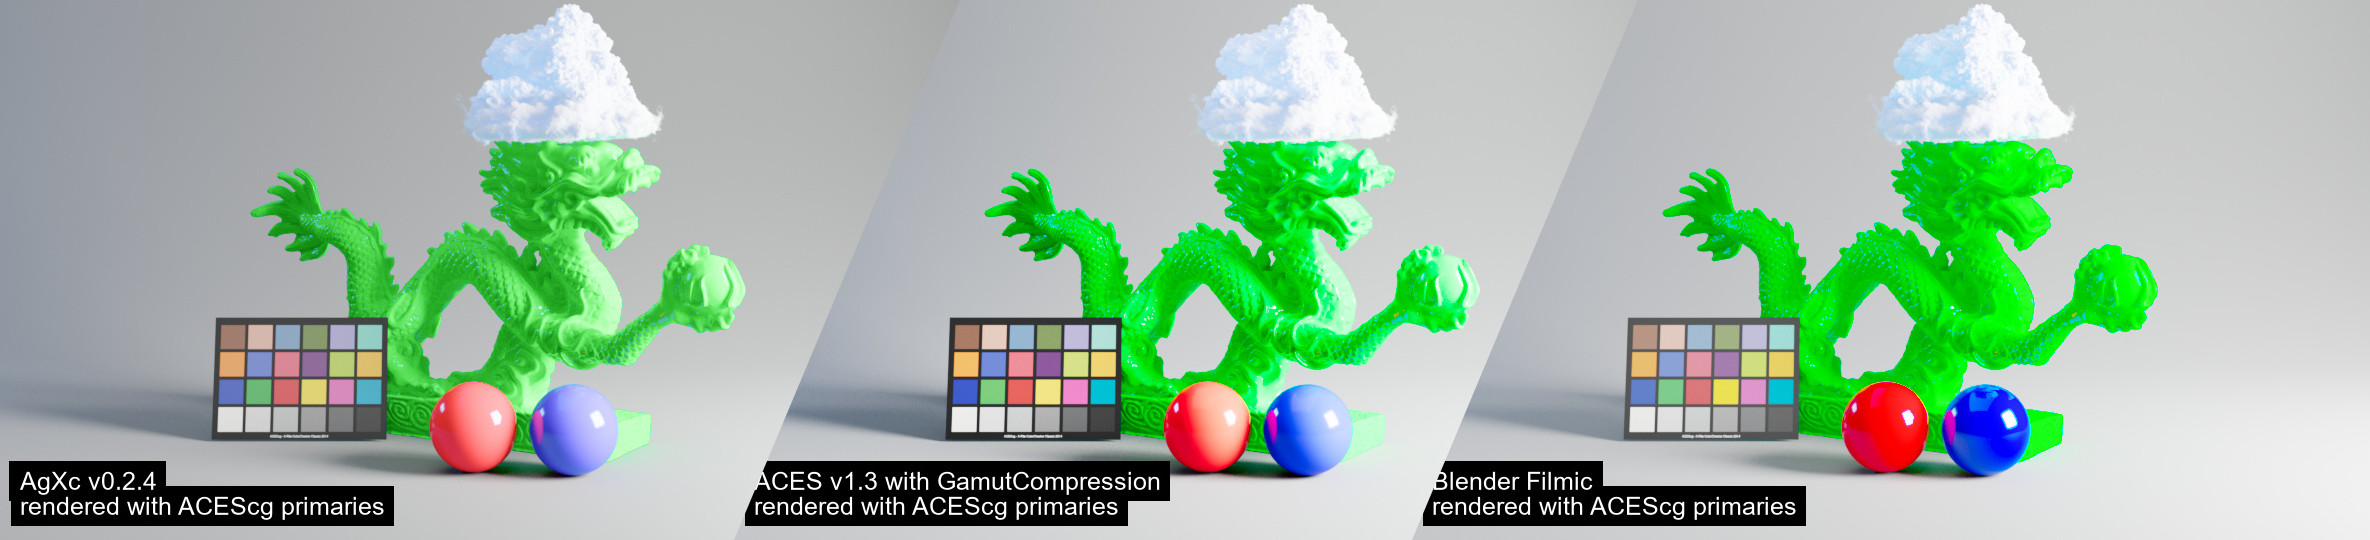 AgXc v0.2.4
rendered with ACEScg primaries
ACES v1.3 with GamutCompression
rendered with ACEScg primaries
Blender Filmic
rendered with ACEScg primaries